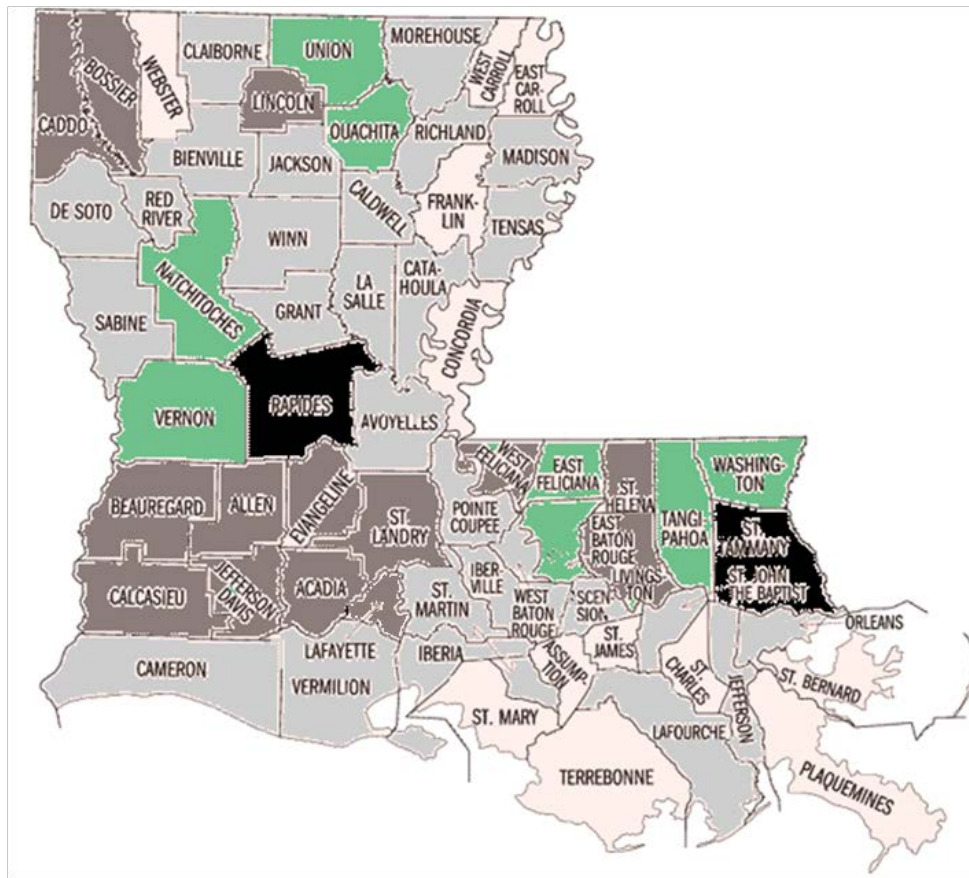 CLAIBORNE
UNION
MOREHOUSE
WEST
CARROLL
EAST
CAR-
ROLL
WEBSTER
BOSSIER
CADDO
LINCOLN
OUACHITA
RICHLAND
MADISON
BIENVILLE
JACKSON
CALDWELL
FRANK-
LIN
TENSAS
DE SOTO
RED
RIVER
WINN
NATCHITOCHES
CATA-
HOULA
LA
SALLE
GRANT
SABINE
CONCORDIA
VERNON
RAPIDES
AVOYELLES
WEST
FELICIANA
EAST
FELICIANA
ST.
HELENA
TANGI
PAHOA
WASHING-
TON
BEAUREGARD
ALLEN
EVANGELINE
ST.
LANDRY
POINTE
COUPEE
EAST
BATON
ROUGE
LIVINGS
TON
ST.
TAMMANY
ST. JOHN
THE BAPTIST
CALCASIEU
JEFFERSON
DAVIS
ACADIA
ST.
MARTIN
IBER
VILLE
WEST
BATON
ROUGE
SCEN
SION
ST.
JAMES
ORLEANS
CAMERON
LAFAYETTE
VERMILION
IBERIA
ASSUMP-
TION
ST.
CHARLES
JEFFERSON
ST. BERNARD
ST. MARY
LAFOURCHE
TERREBONNE
PLAQUEMINES